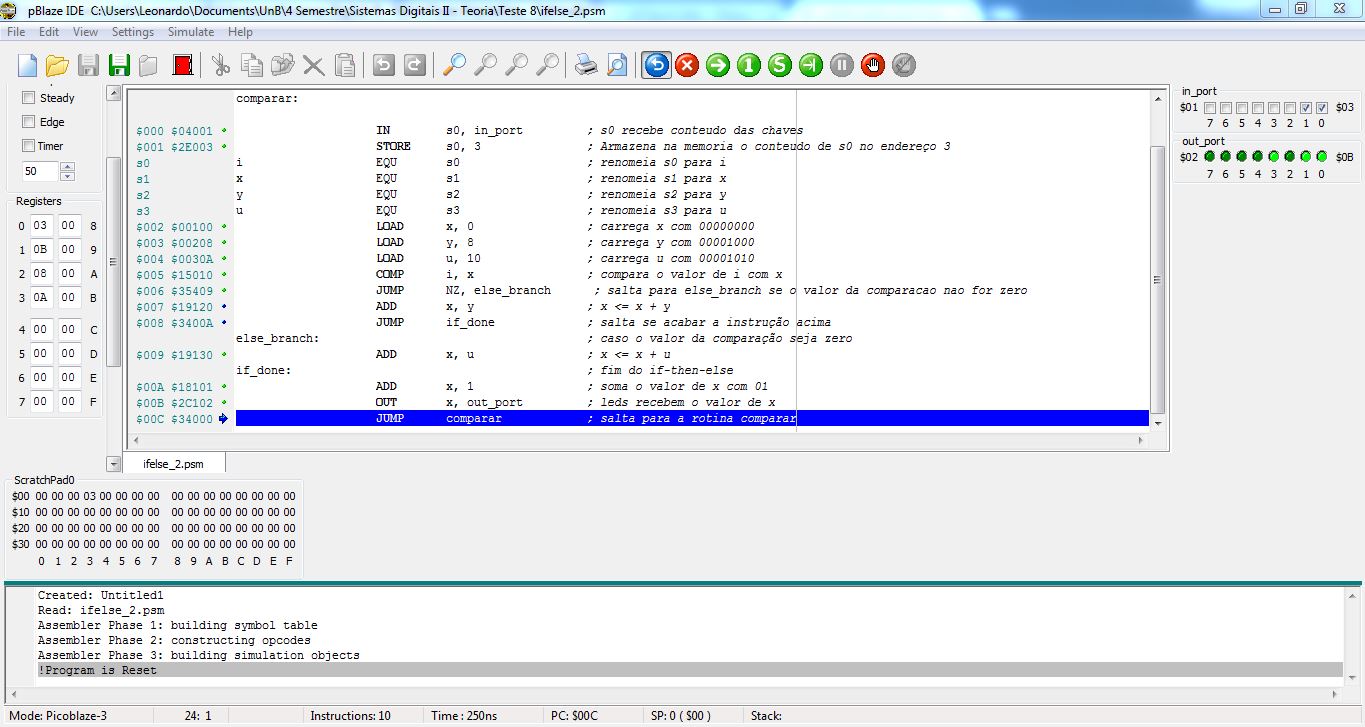 pBlaze IDE C:\Users\Leonardo\Documents\UnB\4 Semestre\Sistemas Digitais II - Teoria\Teste 8\ifelse_2.psm
File Edit View Settings Simulate Help
Steady
Edge
Timer
50
Registers
0 03 00 8
1 0B 00 9
2 08 00 A
3 0A 00 B
4 00 00 C
5 00 00 D
6 00 00 E
7 00 00 F
comparar:
$000 $04001 IN s0, in_port ; s0 recebe conteudo das chaves
$001 $2E003 STORE s0, 3 ; Armazena na memoria o conteudo de s0 no endereço 3
s0 i EQU s0 ; renomeia s0 para i
s1 x EQU s1 ; renomeia s1 para x
s2 y EQU s2 ; renomeia s2 para y
s3 u EQU s3 ; renomeia s3 para u
$002 $00100 LOAD x, 0 ; carrega x com 00000000
$003 $00208 LOAD y, 8 ; carrega y com 00001000
$004 $0030A LOAD u, 10 ; carrega u com 00001010
$005 $15010 COMP i, x ; compara o valor de i com x
$006 $35409 JUMP NZ, else_branch ; salta para else_branch se o valor da comparacao nao for zero
$007 $19120 ADD x, y ; x <= x + y
$008 $3400A JUMP if_done ; salta se acabar a instrução acima
else_branch: ; caso o valor da comparação seja zero
$009 $19130 ADD x, u ; x <= x + u
if_done: ; fim do if-then-else
$00A $18101 ADD x, 1 ; soma o valor de x com 01
$00B $2C102 OUT x, out_port ; leds recebem o valor de x
$00C $34000 JUMP comparar ; salta para a rotina comparar
ifelse_2.psm
in_port
$01 $03
7 6 5 4 3 2 1 0
out_port
$02 $0B
7 6 5 4 3 2 1 0
ScratchPad0
$00 00 00 00 03 00 00 00 00 00 00 00 00 00 00 00 00
$10 00 00 00 00 00 00 00 00 00 00 00 00 00 00 00 00
$20 00 00 00 00 00 00 00 00 00 00 00 00 00 00 00 00
$30 00 00 00 00 00 00 00 00 00 00 00 00 00 00 00 00
0 1 2 3 4 5 6 7 8 9 A B C D E F
Created: Untitled1
Read: ifelse_2.psm
Assembler Phase 1: building symbol table
Assembler Phase 2: constructing opcodes
Assembler Phase 3: building simulation objects
!Program is Reset
Mode: Picoblaze-3 24: 1 Instructions: 10 Time : 250ns PC: $00C SP: 0 ( $00 ) Stack: